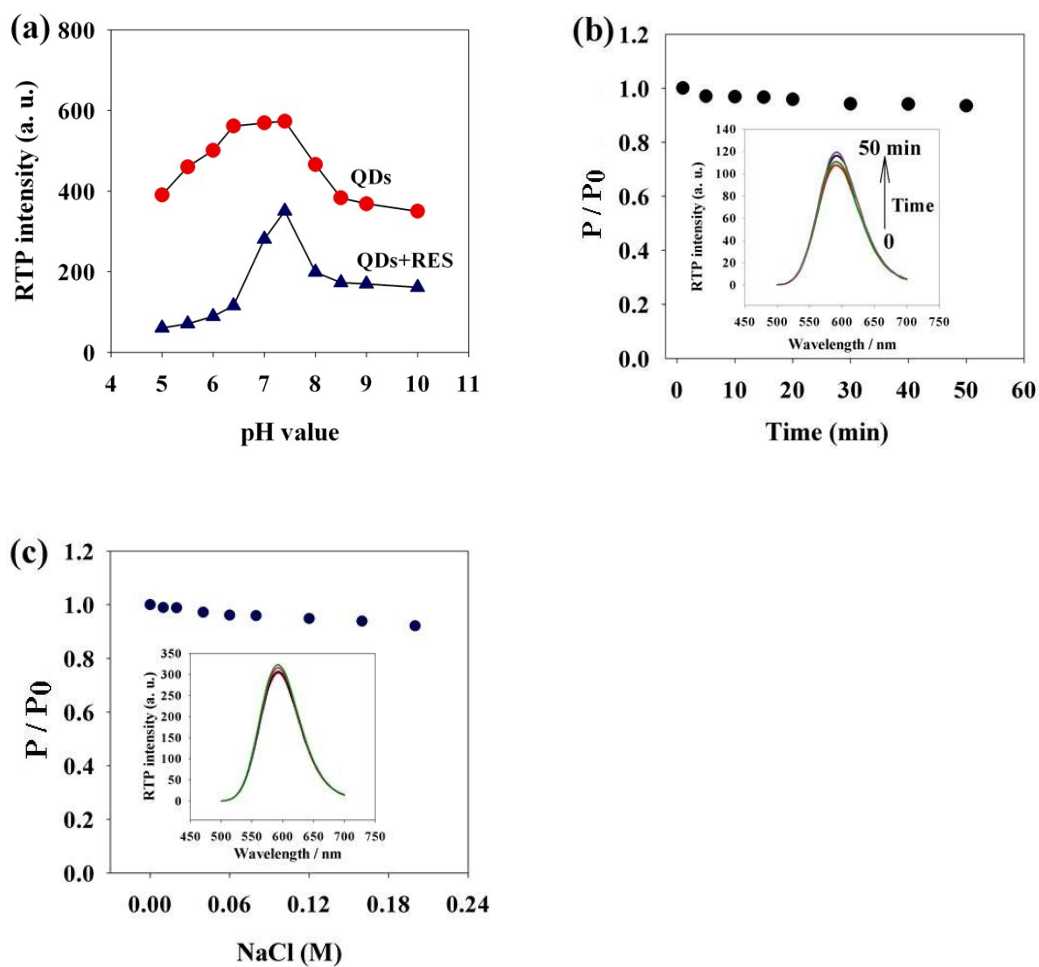 (a)
800
600
400
200
0
RTP intensity (a. u.)
QDs
QDs+RES
4 5 6 7 8 9 10 11
pH value
(b)
1.2
1.0
0.8
0.6
0.4
0.2
0.0
P / P0
0 10 20 30 40 50 60
Time (min)
140
120
100
80
60
40
20
0
RTP intensity (a. u.)
50 min
Time
0
450 500 550 600 650 700 750
Wavelength / nm
(c)
1.2
1.0
0.8
0.6
0.4
0.2
0.0
P / P0
0.00 0.06 0.12 0.18 0.24
NaCl (M)
350
300
250
200
150
100
50
0
RTP intensity (a. u.)
450 500 550 600 650 700 750
Wavelength / nm